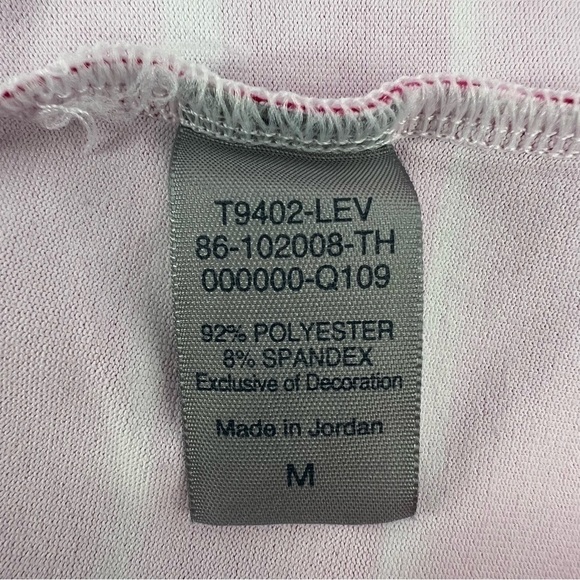 T9402-LEV
86-102008-TH
000000-Q109
92% POLYESTER
8% SPANDEX
Exclusive of Decoration
Made in Jordan
M